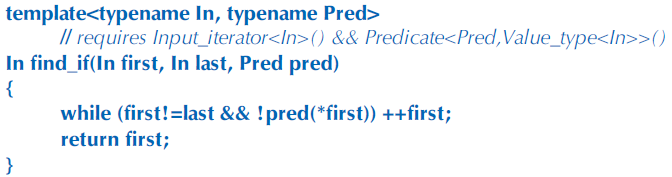 template<typename In, typename Pred>
// requires Input_iterator<In>() && Predicate<Pred,Value_type<In>>()
In find_if(In first, In last, Pred pred)
{
while (first!=last && !pred(*first)) ++first;
return first;
}